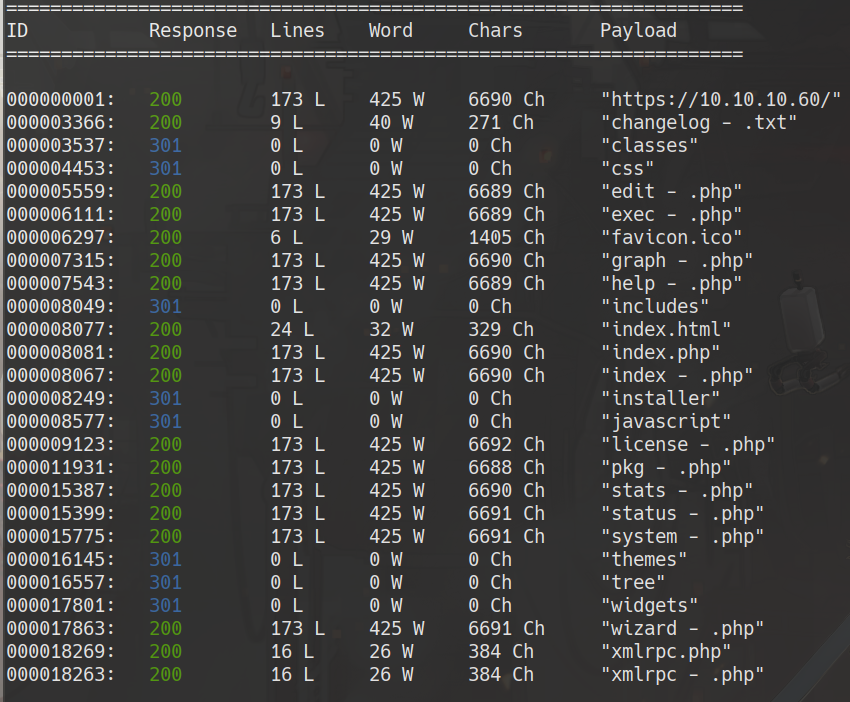 ===================================================================
ID           Response   Lines    Word     Chars       Payload
===================================================================
000000001:   200        173 L    425 W    6690 Ch     "https://10.10.10.60/"
000003366:   200        9 L      40 W     271 Ch      "changelog - .txt"
000003537:   301        0 L      0 W      0 Ch        "classes"
000004453:   301        0 L      0 W      0 Ch        "css"
000005559:   200        173 L    425 W    6689 Ch     "edit - .php"
000006111:   200        173 L    425 W    6689 Ch     "exec - .php"
000006297:   200        6 L      29 W     1405 Ch     "favicon.ico"
000007315:   200        173 L    425 W    6690 Ch     "graph - .php"
000007543:   200        173 L    425 W    6689 Ch     "help - .php"
000008049:   301        0 L      0 W      0 Ch        "includes"
000008077:   200        24 L     32 W     329 Ch      "index.html"
000008081:   200        173 L    425 W    6690 Ch     "index.php"
000008067:   200        173 L    425 W    6690 Ch     "index - .php"
000008249:   301        0 L      0 W      0 Ch        "installer"
000008577:   301        0 L      0 W      0 Ch        "javascript"
000009123:   200        173 L    425 W    6692 Ch     "license - .php"
000011931:   200        173 L    425 W    6688 Ch     "pkg - .php"
000015387:   200        173 L    425 W    6690 Ch     "stats - .php"
000015399:   200        173 L    425 W    6691 Ch     "status - .php"
000015775:   200        173 L    425 W    6691 Ch     "system - .php"
000016145:   301        0 L      0 W      0 Ch        "themes"
000016557:   301        0 L      0 W      0 Ch        "tree"
000017801:   301        0 L      0 W      0 Ch        "widgets"
000017863:   200        173 L    425 W    6691 Ch     "wizard - .php"
000018269:   200        16 L     26 W     384 Ch      "xmlrpc.php"
000018263:   200        16 L     26 W     384 Ch      "xmlrpc - .php"